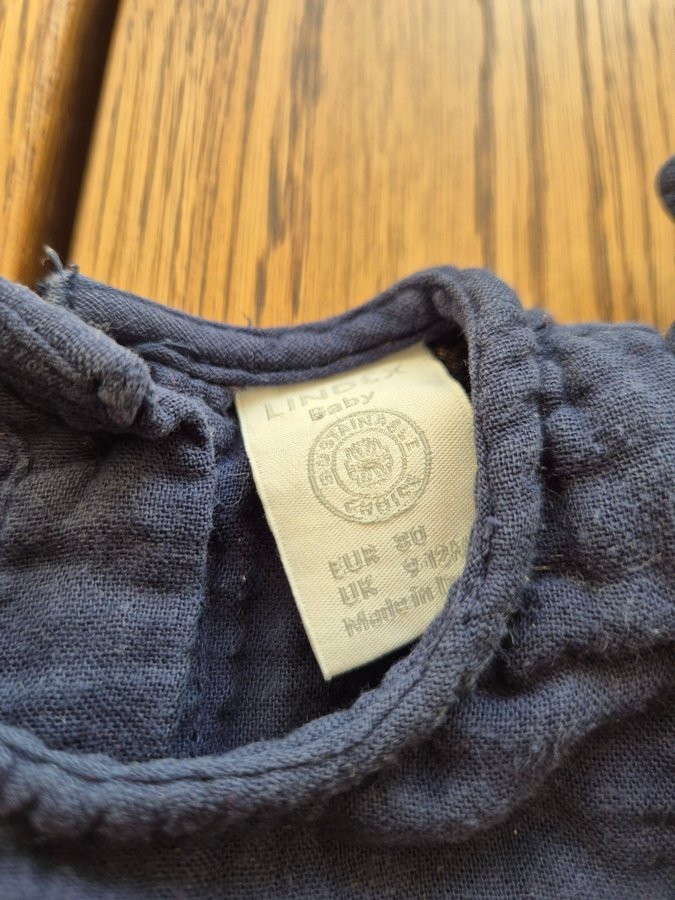 LINDEX
Baby
SUSTAINABLE
CHOICE
EUR 80
UK 9-12M
Made in